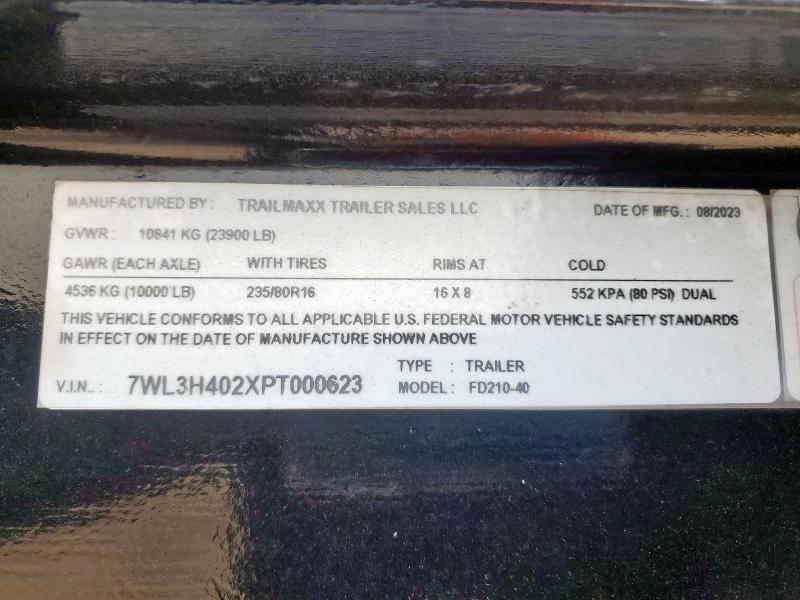 MANUFACTURED BY : TRAILMAXX TRAILER SALES LLC DATE OF MFG. : 08/2023
GVWR : 10841 KG (23900 LB)
GAWR (EACH AXLE) WITH TIRES RIMS AT COLD
4536 KG (10000 LB) 235/80R16 16 X 8 552 KPA (80 PSI) DUAL
THIS VEHICLE CONFORMS TO ALL APPLICABLE U.S. FEDERAL MOTOR VEHICLE SAFETY STANDARDS
IN EFFECT ON THE DATE OF MANUFACTURE SHOWN ABOVE
V.I.N.. : 7WL3H402XPT000623 TYPE : TRAILER
MODEL : FD210-40